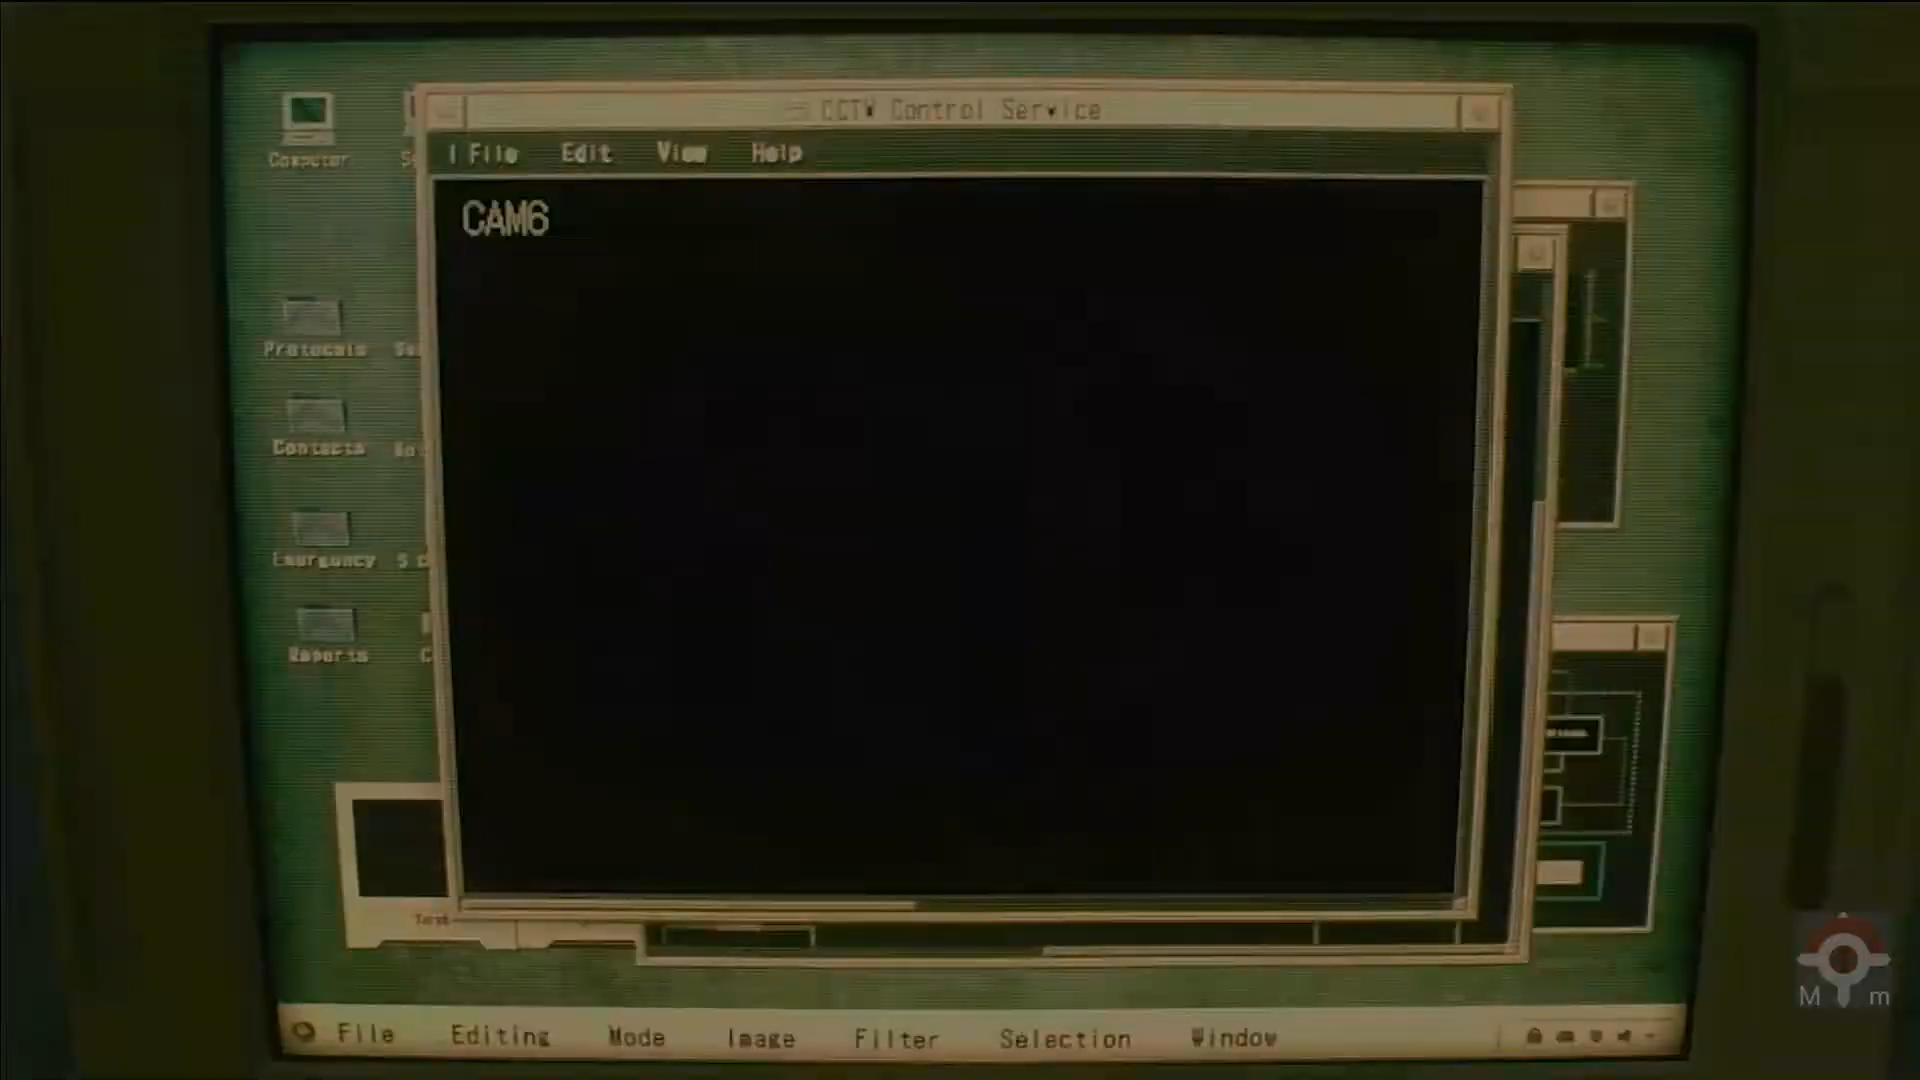 CCTV Control Service
File Edit View Help
CAM6
Computer
Protocols
Contacts
Emergency
Reports
Test
File Editing Mode Image Filter Selection Window
M m